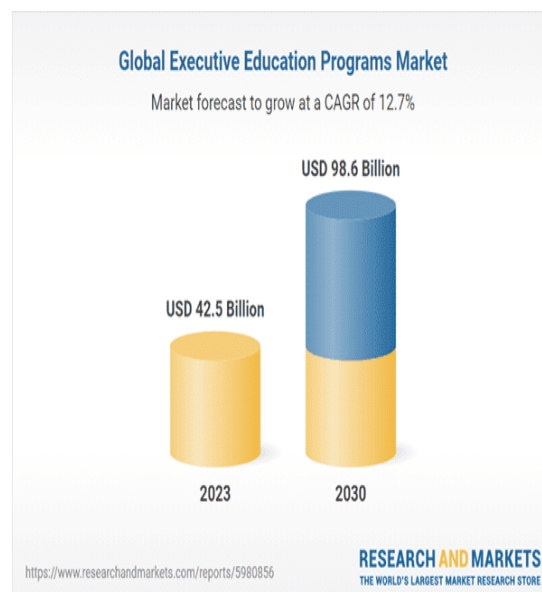 Global Executive Education Programs Market
Market forecast to grow at a CAGR of 12.7%
USD 98.6 Billion
USD 42.5 Billion
2023
2030
https://www.researchandmarkets.com/reports/5980856
RESEARCH AND MARKETS
THE WORLD'S LARGEST MARKET RESEARCH STORE